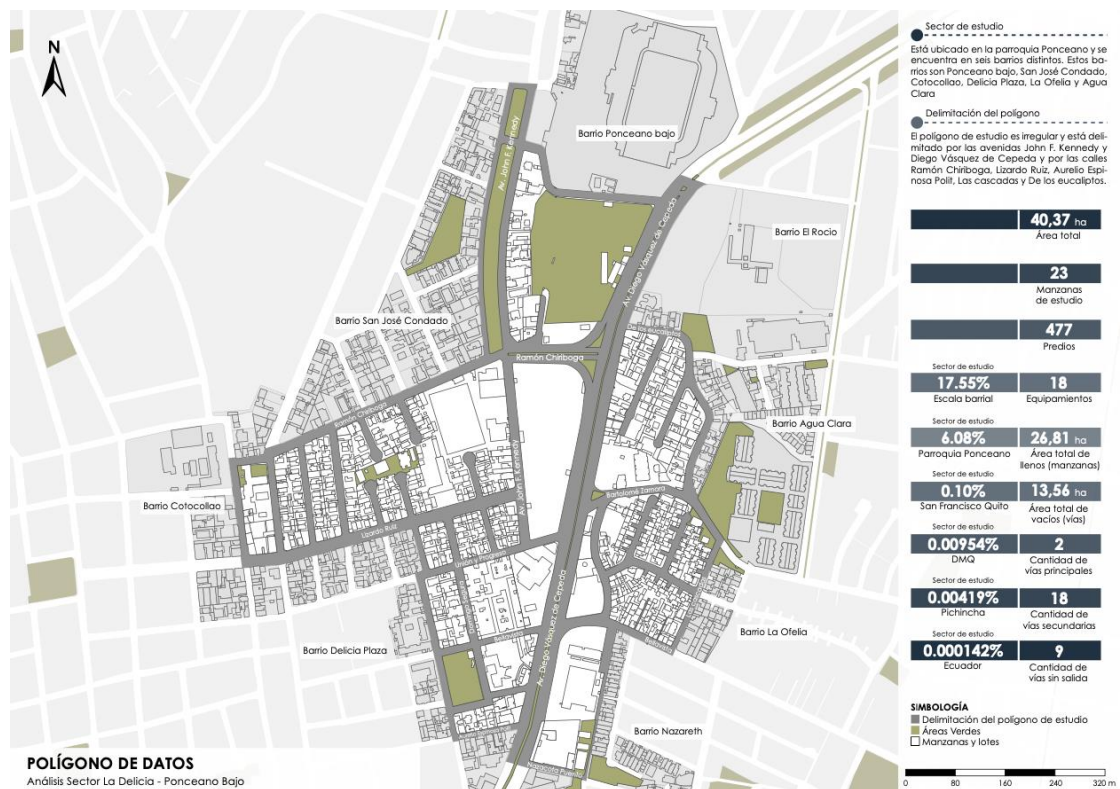 N
Barrio Ponceano bajo
Av. John F. Kennedy
Av. Diego Vásquez de Cepeda
Barrio El Rocio
Barrio San José Condado
Ramón Chiriboga
Ramón Chiriboga
Av. John F. Kennedy
Barrio Agua Clara
Bartolomé Zamora
Barrio Cotocollao
Lizardo Ruiz
Unión
Bellavista
Av. Diego Vásquez de Cepeda
Barrio Delicia Plaza
Barrio La Ofelia
Barrio Nazareth
POLÍGONO DE DATOS
Análisis Sector La Delicia - Ponceano Bajo
Sector de estudio
Está ubicado en la parroquia Ponceano y se
encuentra en seis barrios distintos. Estos ba-
rrios son Ponceano bajo, San José Condado,
Cotocollao, Delicia Plaza, La Ofelia y Agua
Clara
Delimitación del polígono
El polígono de estudio es irregular y está deli-
mitado por las avenidas John F. Kennedy y
Diego Vásquez de Cepeda y por las calles
Ramón Chiriboga, Lizardo Ruiz, Aurelio Espi-
nosa Polit, Las cascadas y De los eucaliptos.
40,37 ha
Área total
23
Manzanas
de estudio
477
Predios
Sector de estudio
17.55% 18
Escala barrial Equipamientos
Sector de estudio
6.08% 26,81 ha
Parroquia Ponceano Área total de
llenos (manzanas)
Sector de estudio
0.10% 13,56 ha
San Francisco Quito Área total de
vacíos (vías)
Sector de estudio
0.00954% 2
DMQ Cantidad de
vías principales
Sector de estudio
0.00419% 18
Pichincha Cantidad de
vías secundarias
Sector de estudio
0.000142% 9
Ecuador Cantidad de
vías sin salida
SIMBOLOGÍA
Delimitación del polígono de estudio
Áreas Verdes
Manzanas y lotes
0 80 160 240 320 m